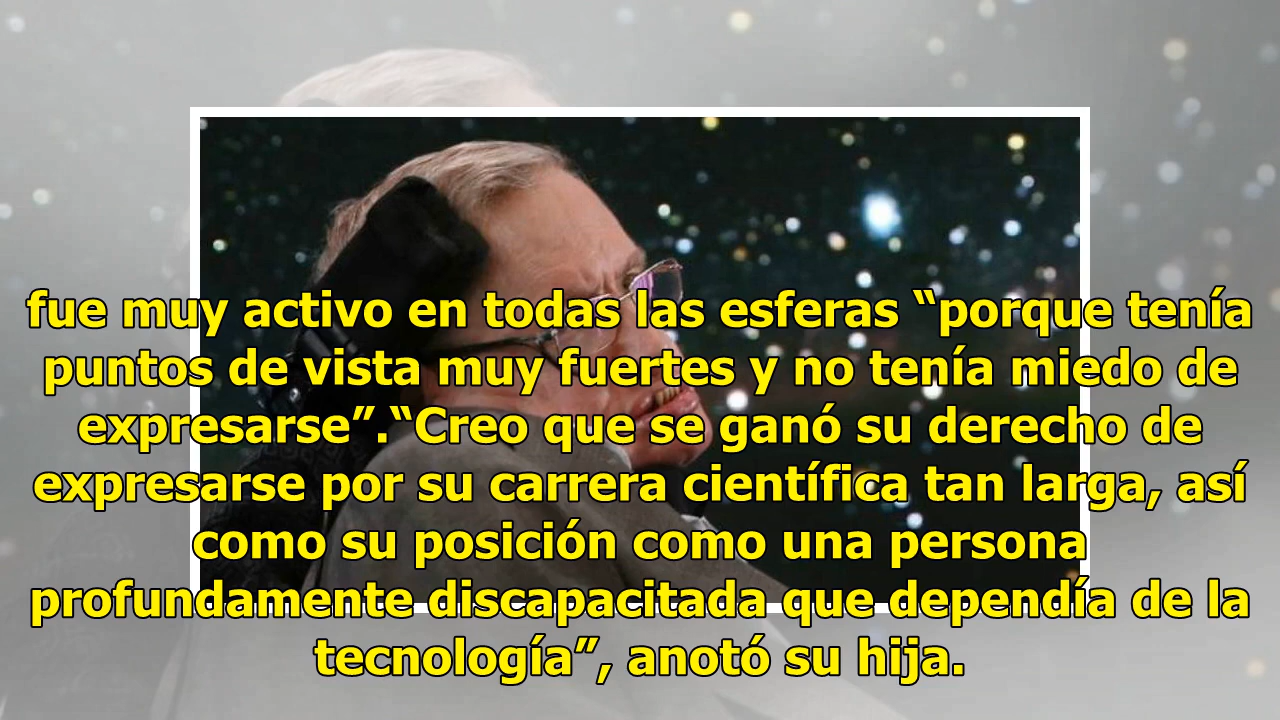 fue muy activo en todas las esferas “porque tenía
puntos de vista muy fuertes y no tenía miedo de
expresarse”.“Creo que se ganó su derecho de
expresarse por su carrera científica tan larga, así
como su posición como una persona
profundamente discapacitada que dependía de la
tecnología”, anotó su hija.